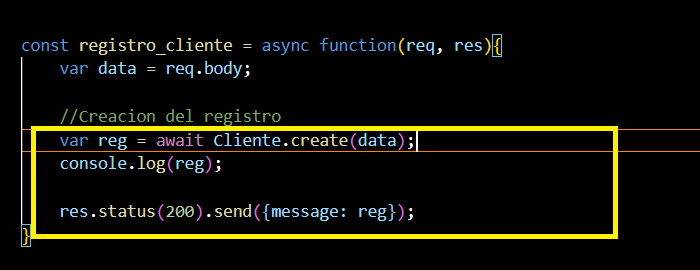 const registro_cliente = async function(req, res){
var data = req.body;
//Creacion del registro
var reg = await Cliente.create(data);
console.log(reg);
res.status(200).send({message: reg});
}